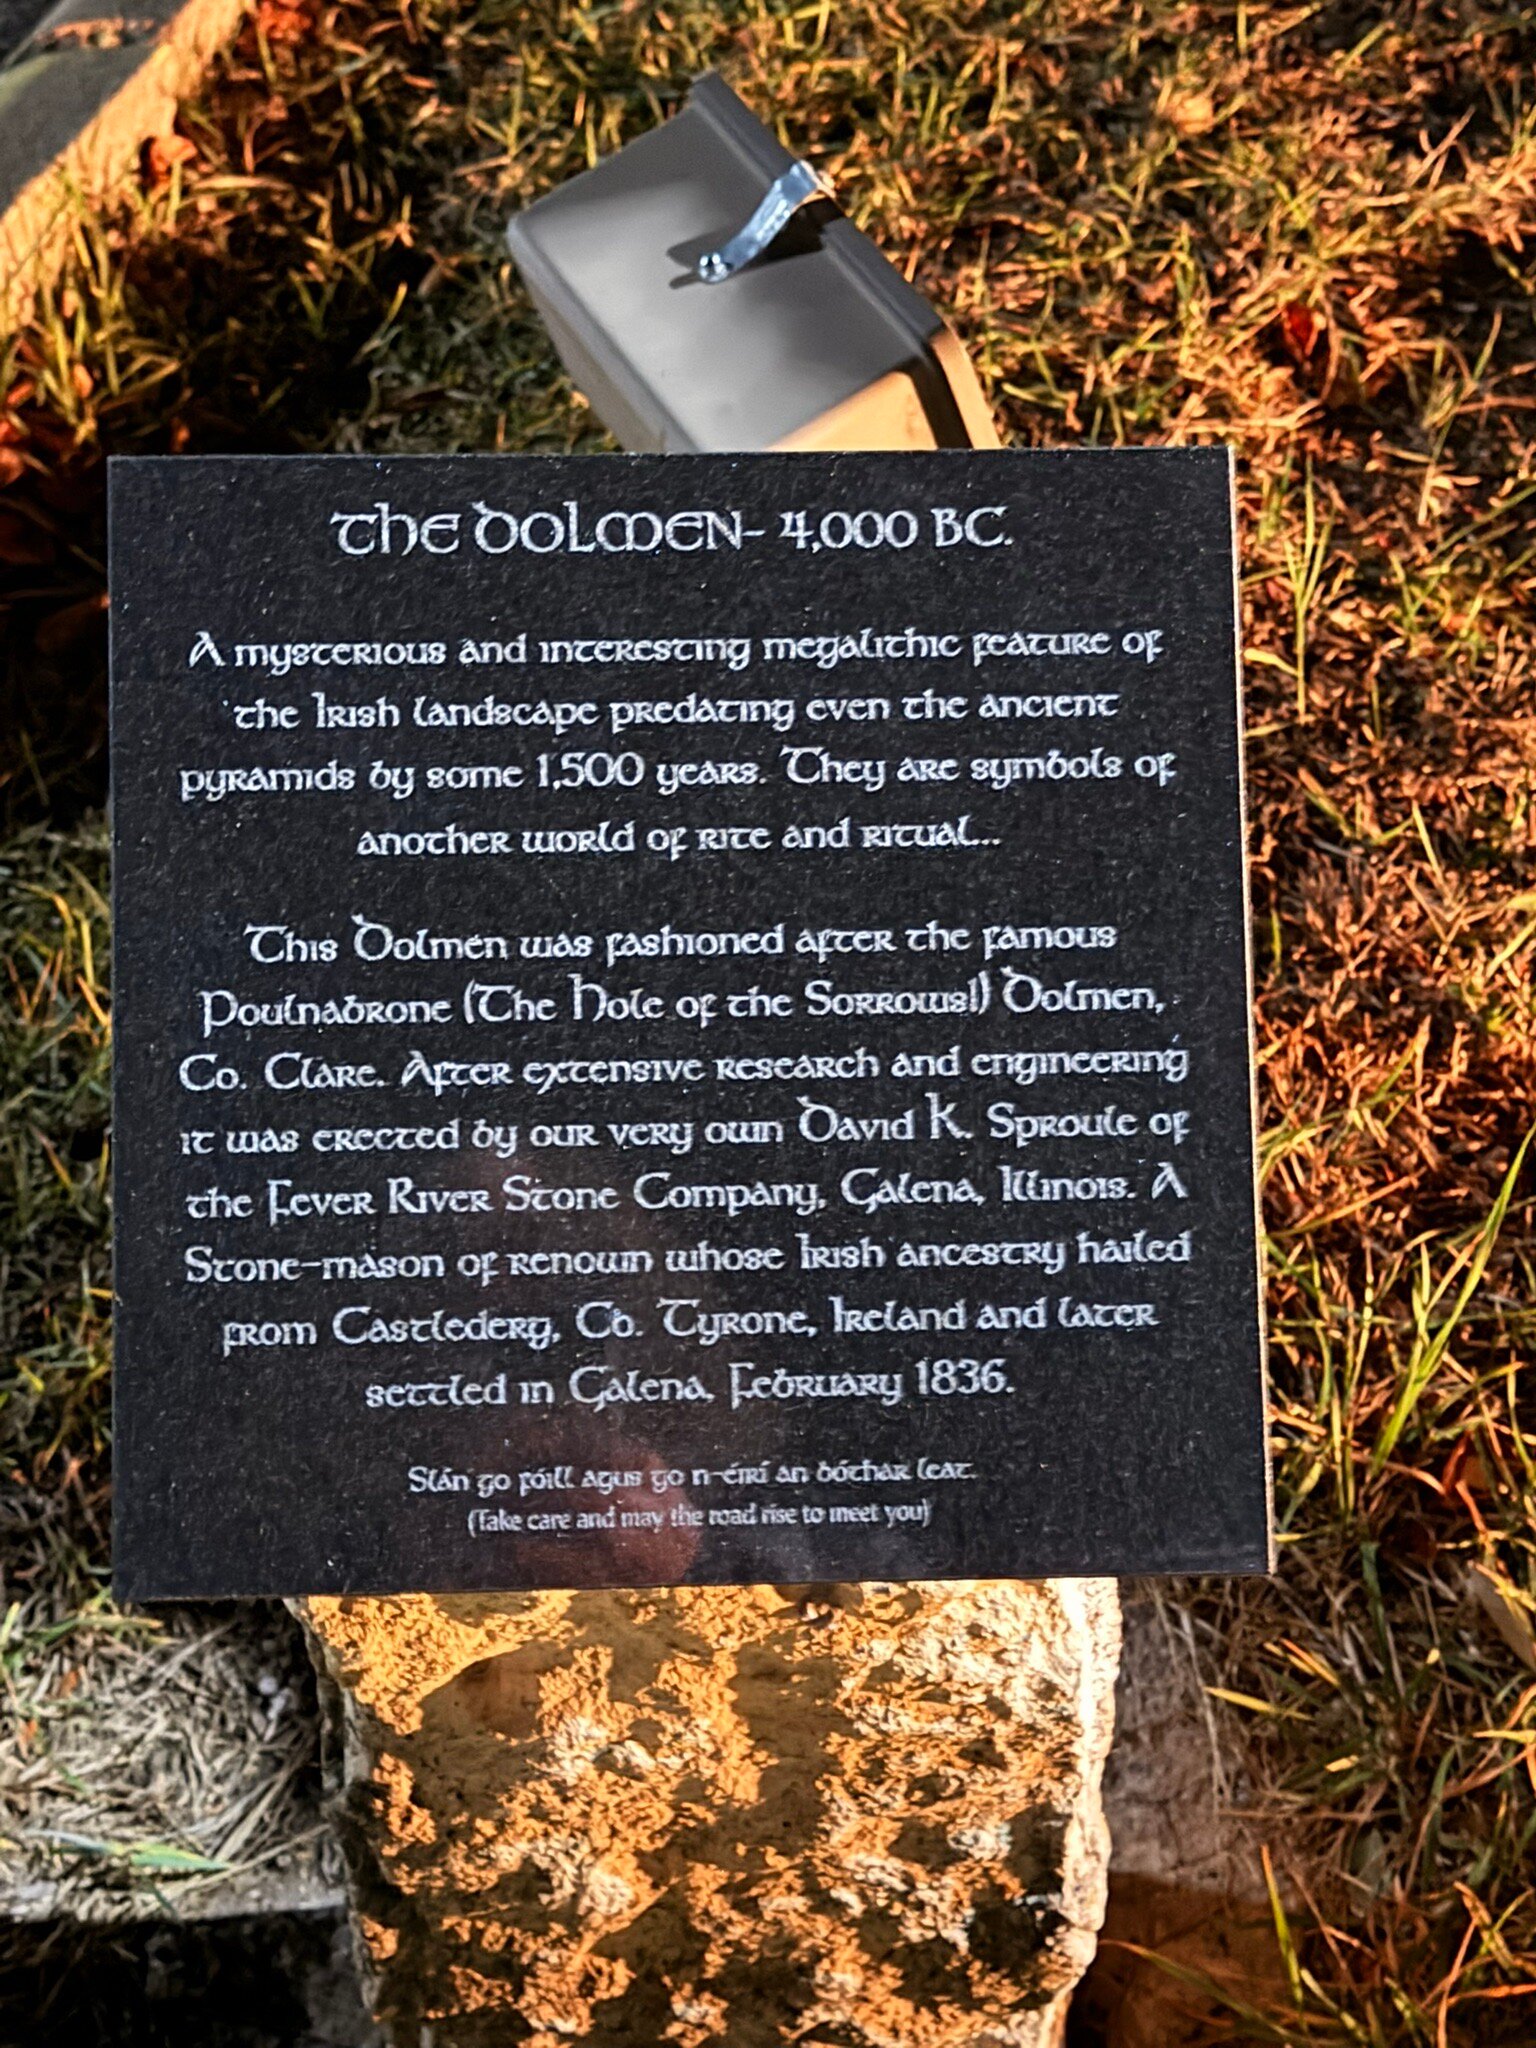 The Dolmen- 4,000 BC.
A mysterious and interesting megalithic feature of
the Irish landscape predating even the ancient
pyramids by some 1,500 years. They are symbols of
another world of rite and ritual...
This Dolmen was fashioned after the famous
Poulnabrone (The Hole of the Sorrows!) Dolmen,
Co. Clare. After extensive research and engineering
it was erected by our very own David K. Sproule of
the Fever River Stone Company, Galena, Illinois. A
Stone-mason of renown whose Irish ancestry hailed
from Castlederg, Co. Tyrone, Ireland and later
settled in Galena, February 1836.
Slán go fóill agus go n-éirí an bóthar leat.
(Take care and may the road rise to meet you)